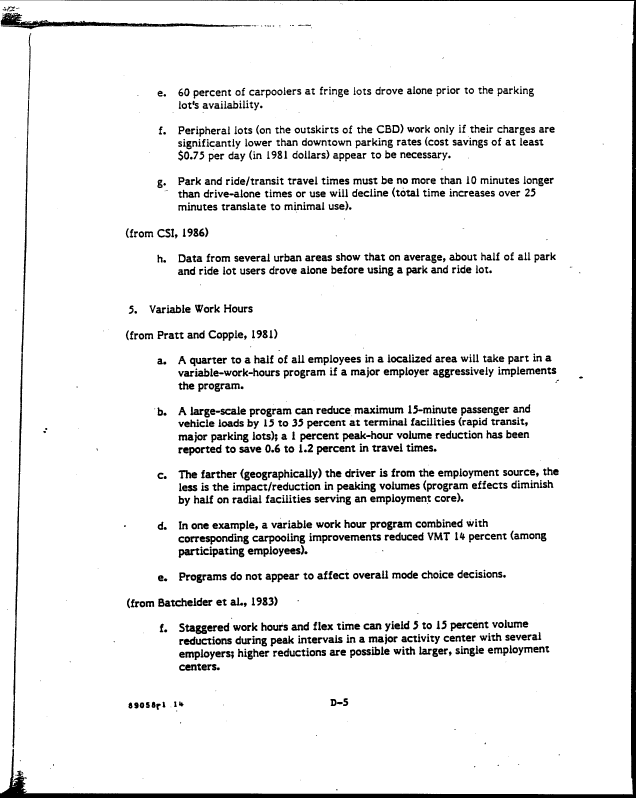 e. 60 percent of carpoolers at fringe lots drove alone prior to the parking
lot's availability.
f. Peripheral lots (on the outskirts of the CBD) work only if their charges are
significantly lower than downtown parking rates (cost savings of at least
$0.75 per day (in 1981 dollars) appear to be necessary.
g. Park and ride/transit travel times must be no more than 10 minutes longer
than drive-alone times or use will decline (total time increases over 25
minutes translate to minimal use).
(from CSI, 1986)
h. Data from several urban areas show that on average, about half of all park
and ride lot users drove alone before using a park and ride lot.
5. Variable Work Hours
(from Pratt and Copple, 1981)
a. A quarter to a half of all employees in a localized area will take part in a
variable-work-hours program if a major employer aggressively implements
the program.
b. A large-scale program can reduce maximum 15-minute passenger and
vehicle loads by 15 to 35 percent at terminal facilities (rapid transit,
major parking lots); a 1 percent peak-hour volume reduction has been
reported to save 0.6 to 1.2 percent in travel times.
c. The farther (geographically) the driver is from the employment source, the
less is the impact/reduction in peaking volumes (program effects diminish
by half on radial facilities serving an employment core).
d. In one example, a variable work hour program combined with
corresponding carpooling improvements reduced VMT 14 percent (among
participating employees).
e. Programs do not appear to affect overall mode choice decisions.
(from Batchelder et al., 1983)
f. Staggered work hours and flex time can yield 5 to 15 percent volume
reductions during peak intervals in a major activity center with several
employers; higher reductions are possible with larger, single employment
centers.
89058r1 14
D-5